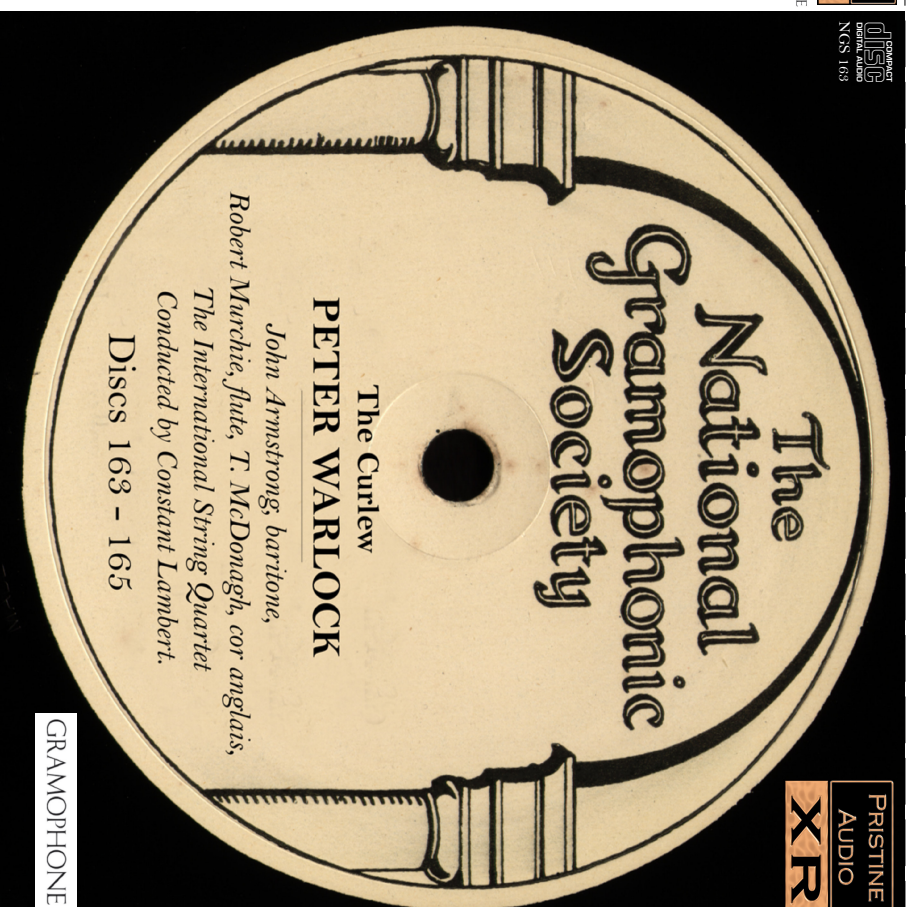 COMPACT
disc
DIGITAL AUDIO
NGS 163
The
National
Gramophonic
Society
The Curlew
PETER WARLOCK
John Armstrong, baritone,
Robert Murchie, flute, T. McDonagh, cor anglais,
The International String Quartet
Conducted by Constant Lambert.
Discs 163 - 165
PRISTINE
AUDIO
XR
GRAMOPHONE